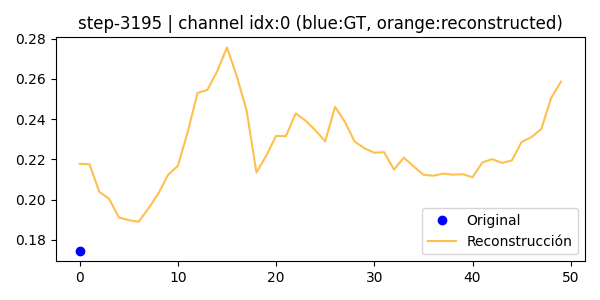 step-3195 | channel idx:0 (blue:GT, orange:reconstructed)
0.28
0.26
0.24
0.22
0.20
0.18
Original
Reconstrucción
0 10 20 30 40 50